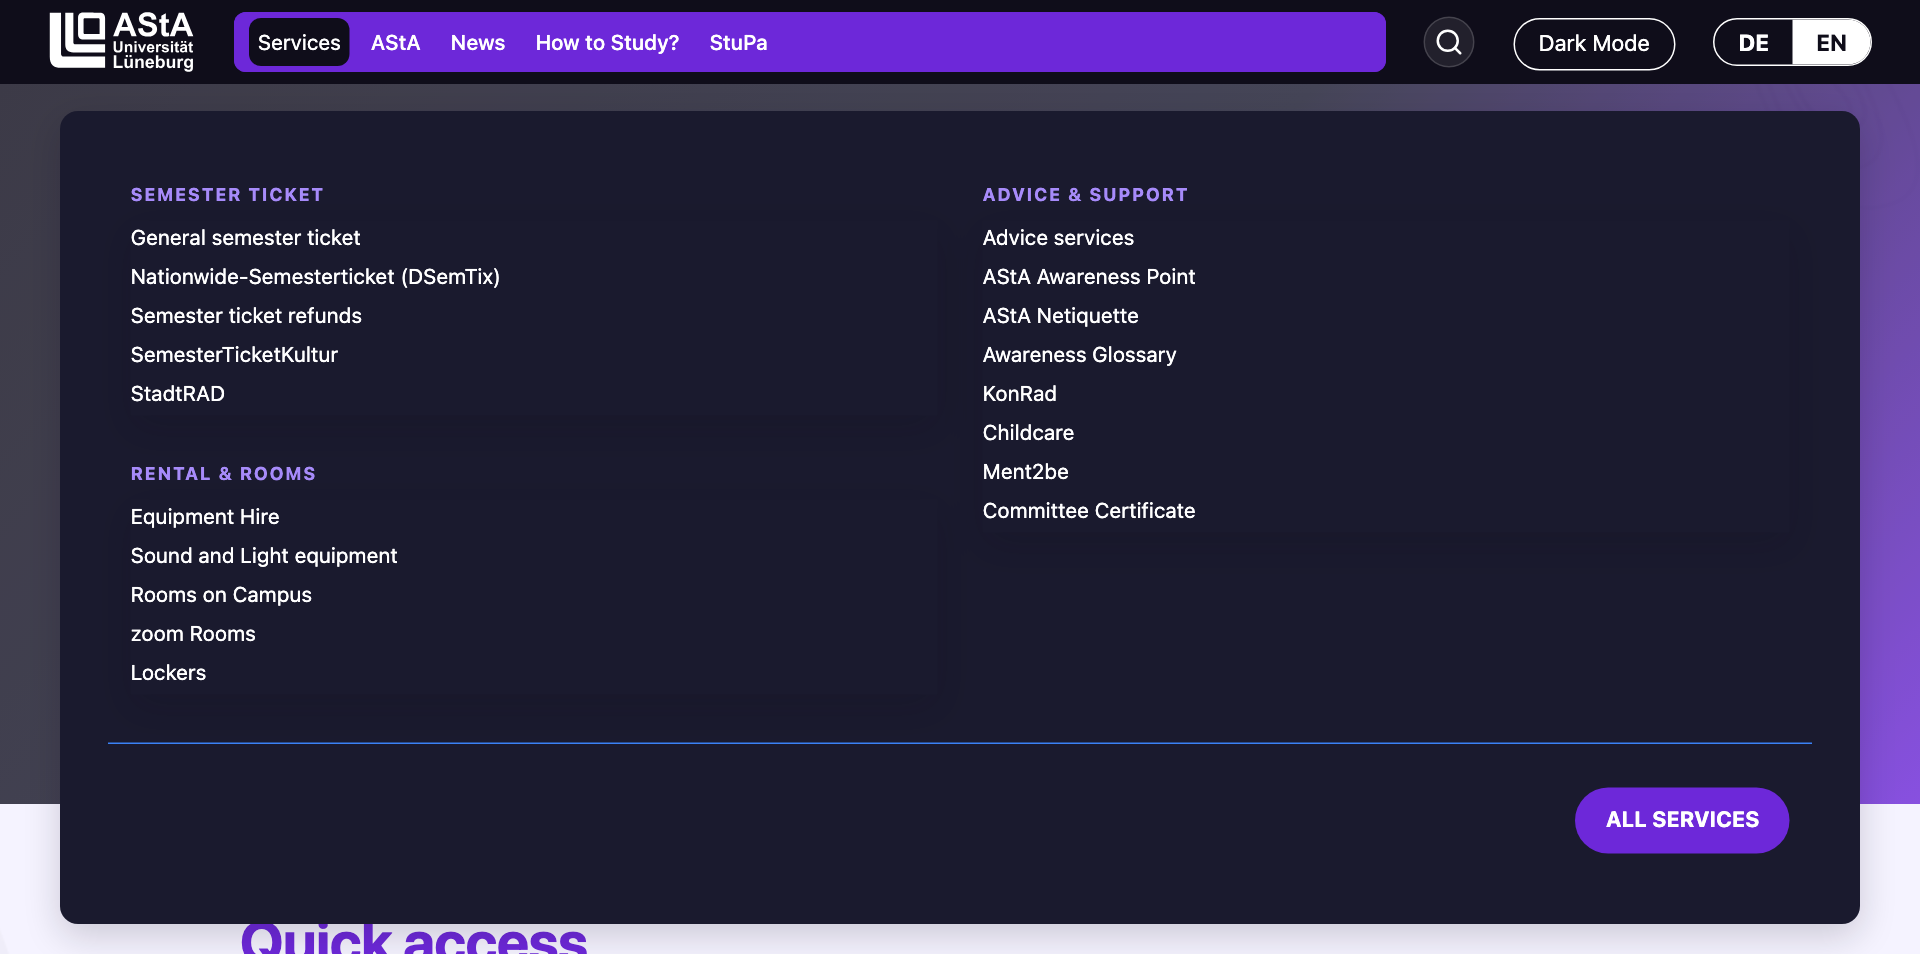 AStA
Universität
Lüneburg
Services
AStA
News
How to Study?
StuPa
Dark Mode
DE
EN
SEMESTER TICKET
General semester ticket
Nationwide-Semesterticket (DSemTix)
Semester ticket refunds
SemesterTicketKultur
StadtRAD
RENTAL & ROOMS
Equipment Hire
Sound and Light equipment
Rooms on Campus
zoom Rooms
Lockers
ADVICE & SUPPORT
Advice services
AStA Awareness Point
AStA Netiquette
Awareness Glossary
KonRad
Childcare
Ment2be
Committee Certificate
ALL SERVICES
Quick access